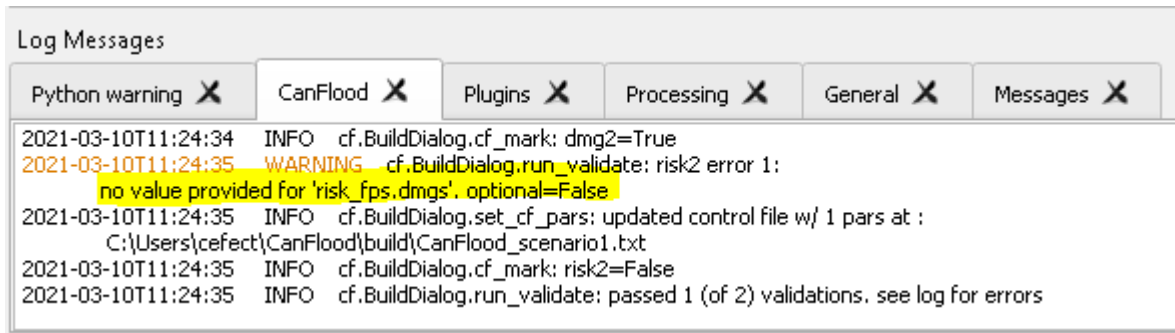 Log Messages
Python warning CanFlood Plugins Processing General Messages
2021-03-10T11:24:34 INFO cf.BuildDialog.cf_mark: dmg2=True
2021-03-10T11:24:35 WARNING cf.BuildDialog.run_validate: risk2 error 1:
no value provided for 'risk_fps.dmgs'. optional=False
2021-03-10T11:24:35 INFO cf.BuildDialog.set_cf_pars: updated control file w/ 1 pars at :
C:\Users\cefect\CanFlood\build\CanFlood_scenario1.txt
2021-03-10T11:24:35 INFO cf.BuildDialog.cf_mark: risk2=False
2021-03-10T11:24:35 INFO cf.BuildDialog.run_validate: passed 1 (of 2) validations. see log for errors